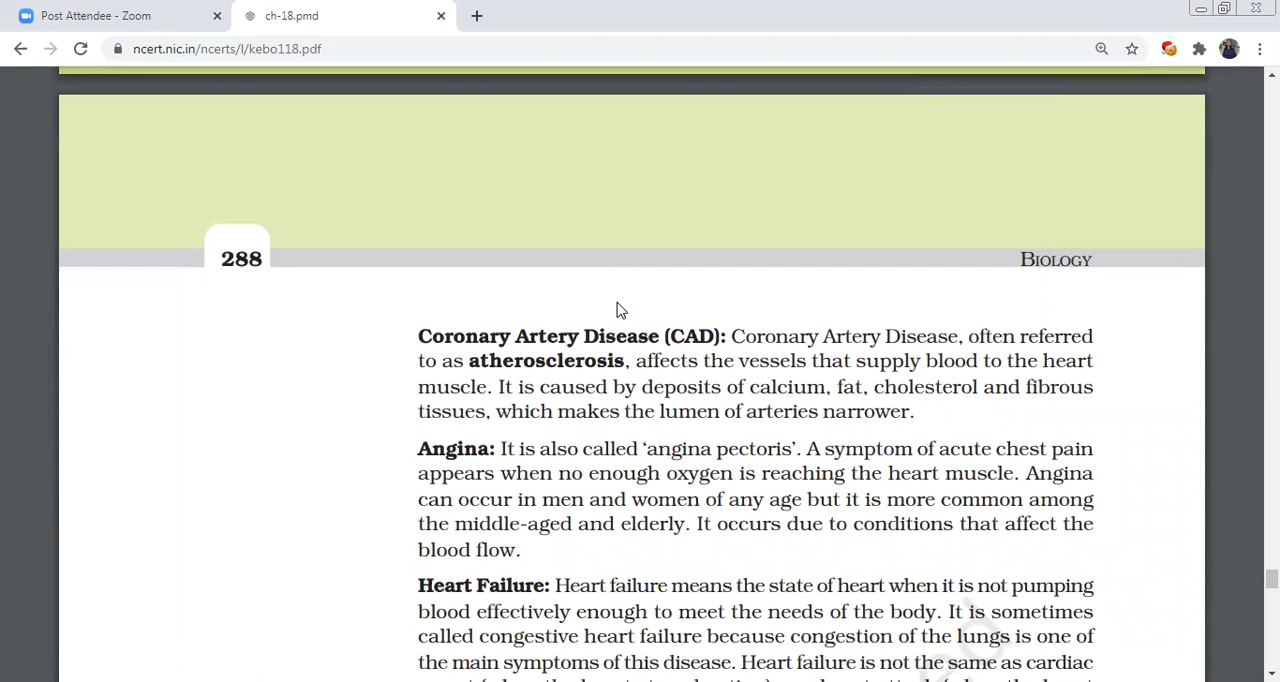 Post Attendee - Zoom
ch-18.pmd
ncert.nic.in/ncerts/l/kebo118.pdf
288
BIOLOGY
Coronary Artery Disease (CAD): Coronary Artery Disease, often referred
to as atherosclerosis, affects the vessels that supply blood to the heart
muscle. It is caused by deposits of calcium, fat, cholesterol and fibrous
tissues, which makes the lumen of arteries narrower.
Angina: It is also called ‘angina pectoris’. A symptom of acute chest pain
appears when no enough oxygen is reaching the heart muscle. Angina
can occur in men and women of any age but it is more common among
the middle-aged and elderly. It occurs due to conditions that affect the
blood flow.
Heart Failure: Heart failure means the state of heart when it is not pumping
blood effectively enough to meet the needs of the body. It is sometimes
called congestive heart failure because congestion of the lungs is one of
the main symptoms of this disease. Heart failure is not the same as cardiac